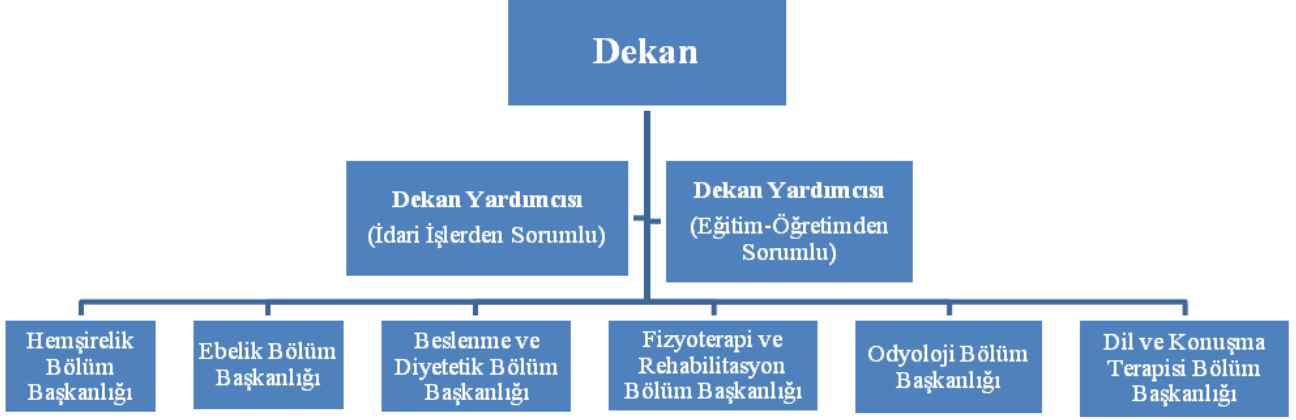 Dekan
Dekan Yardımcısı
(İdari İşlerden Sorumlu)
Dekan Yardımcısı
(Eğitim-Öğretimden
Sorumlu)
Hemşirelik
Bölüm
Başkanlığı
Ebelik Bölüm
Başkanlığı
Beslenme ve
Diyetetik Bölüm
Başkanlığı
Fizyoterapi ve
Rehabilitasyon
Bölüm Başkanlığı
Odyoloji Bölüm
Başkanlığı
Dil ve Konuşma
Terapisi Bölüm
Başkanlığı